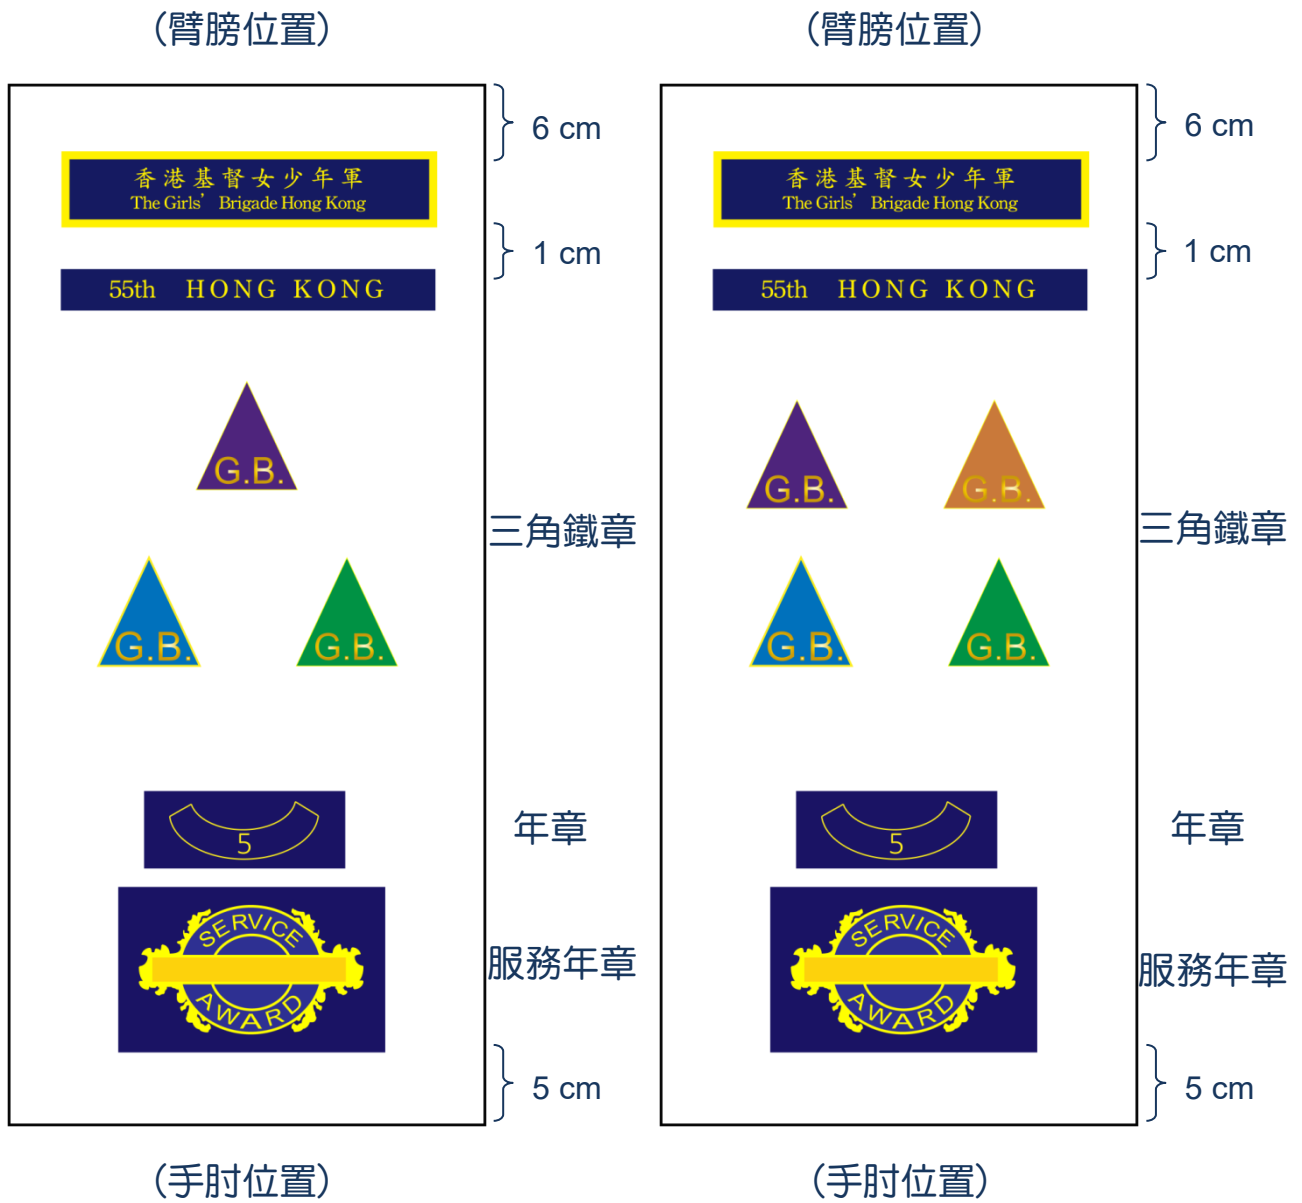 (臂膀位置)
6 cm
香港基督女少年軍
The Girls’ Brigade Hong Kong
1 cm
55th HONG KONG
G.B.
三角鐵章
G.B.
G.B.
5
年章
SERVICE
AWARD
服務年章
5 cm
(手肘位置)
(臂膀位置)
6 cm
香港基督女少年軍
The Girls’ Brigade Hong Kong
1 cm
55th HONG KONG
G.B.
G.B.
三角鐵章
G.B.
G.B.
5
年章
SERVICE
AWARD
服務年章
5 cm
(手肘位置)